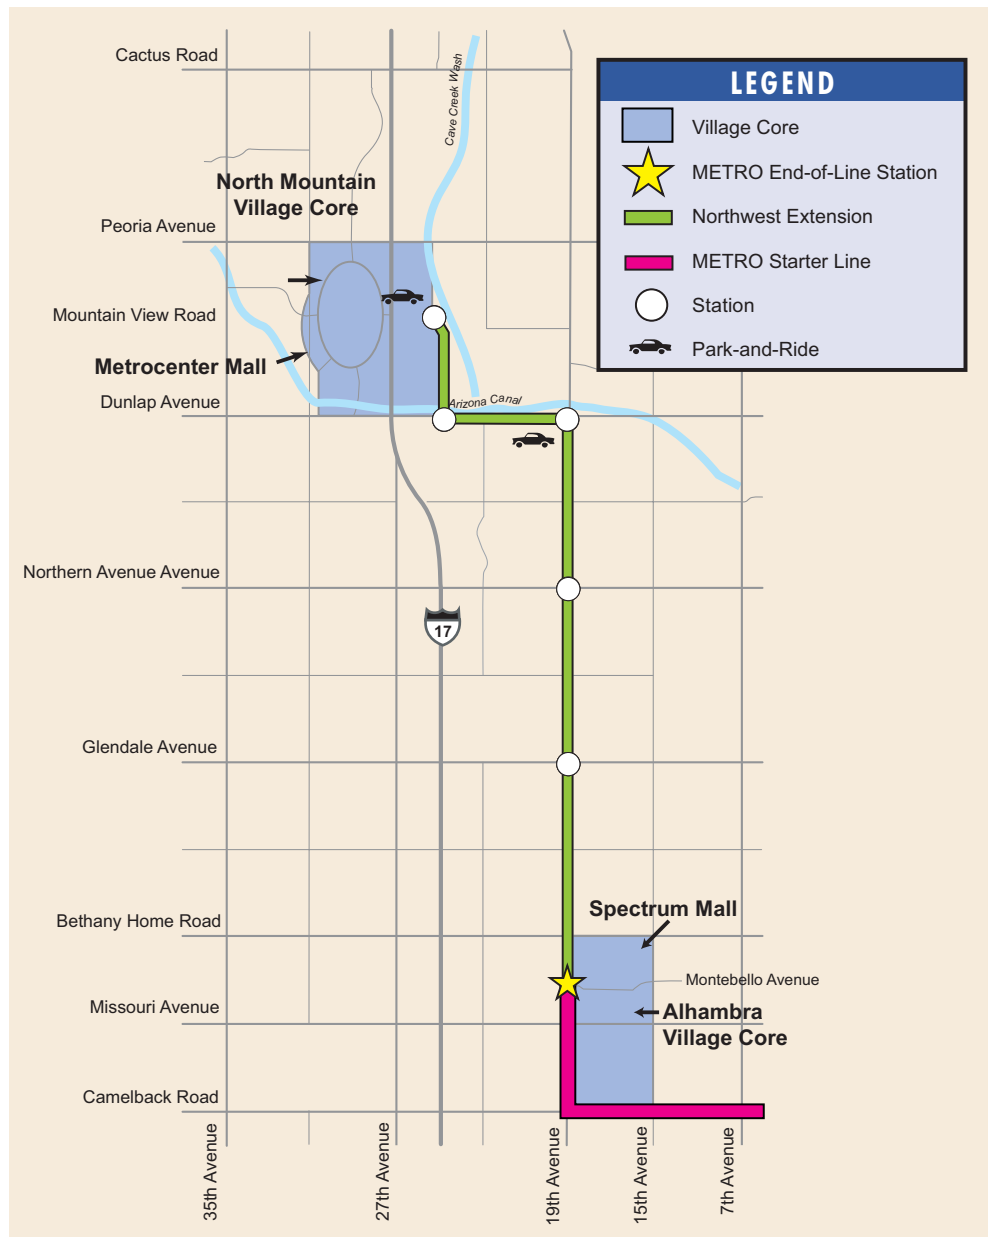 Cactus Road
Cave Creek Wash
LEGEND
Village Core
METRO End-of-Line Station
Northwest Extension
METRO Starter Line
Station
Park-and-Ride
North Mountain
Village Core
Peoria Avenue
Mountain View Road
Metrocenter Mall
Dunlap Avenue
Arizona Canal
Northern Avenue Avenue
17
Glendale Avenue
Spectrum Mall
Bethany Home Road
Montebello Avenue
Missouri Avenue
Alhambra
Village Core
Camelback Road
35th Avenue
27th Avenue
19th Avenue
15th Avenue
7th Avenue